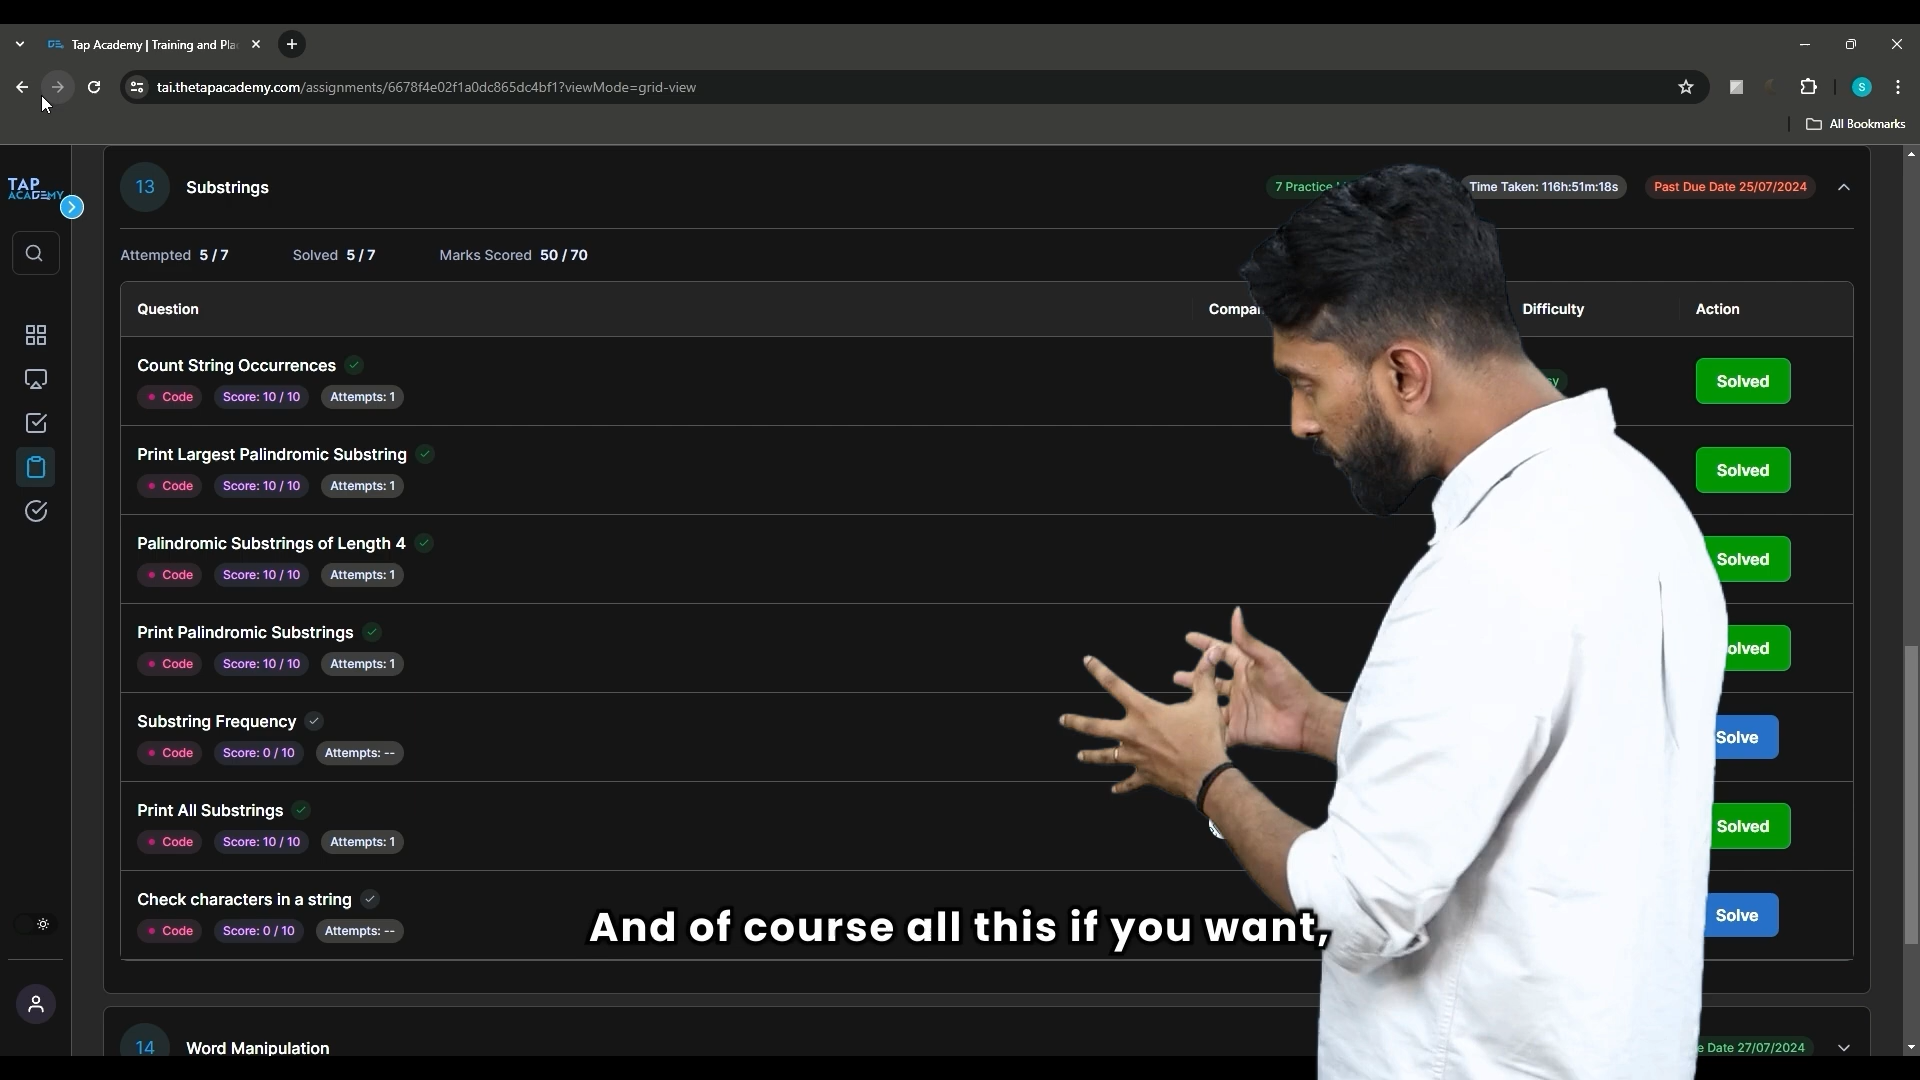 Tap Academy | Training and Pla
tai.thetapacademy.com/assignments/6678f4e02f1a0dc865dc4bf1?viewMode=grid-view
S
All Bookmarks
TAP
ACADEMY
13 Substrings 7 Practice Time Taken: 116h:51m:18s Past Due Date 25/07/2024
Attempted 5 / 7 Solved 5 / 7 Marks Scored 50 / 70
Question Difficulty Action
Count String Occurrences
Code Score: 10 / 10 Attempts: 1
Solved
Print Largest Palindromic Substring
Code Score: 10 / 10 Attempts: 1
Solved
Palindromic Substrings of Length 4
Code Score: 10 / 10 Attempts: 1
Solved
Print Palindromic Substrings
Code Score: 10 / 10 Attempts: 1
olved
Substring Frequency
Code Score: 0 / 10 Attempts: --
Solve
Print All Substrings
Code Score: 10 / 10 Attempts: 1
Solved
Check characters in a string
Code Score: 0 / 10 Attempts: --
Solve
And of course all this if you want,
14 Word Manipulation e Date 27/07/2024